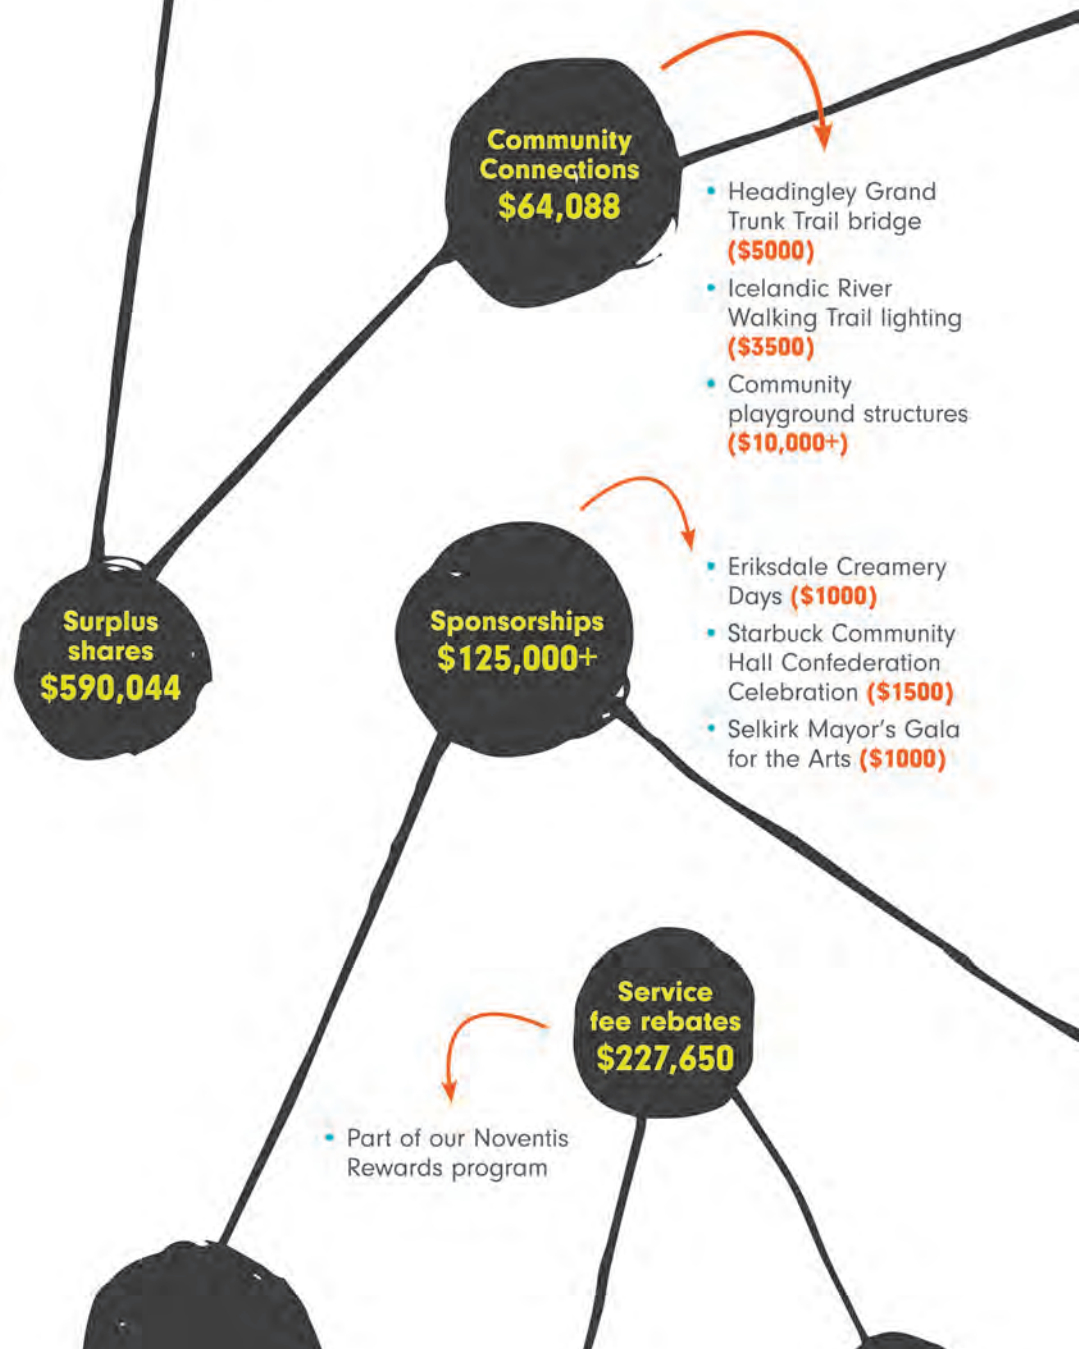 Community
Connections
$64,088
• Headingley Grand
Trunk Trail bridge
($5000)
• Icelandic River
Walking Trail lighting
($3500)
• Community
playground structures
($10,000+)
Surplus
shares
$590,044
Sponsorships
$125,000+
• Eriksdale Creamery
Days ($1000)
• Starbuck Community
Hall Confederation
Celebration ($1500)
• Selkirk Mayor's Gala
for the Arts ($1000)
Service
fee rebates
$227,650
• Part of our Noventis
Rewards program